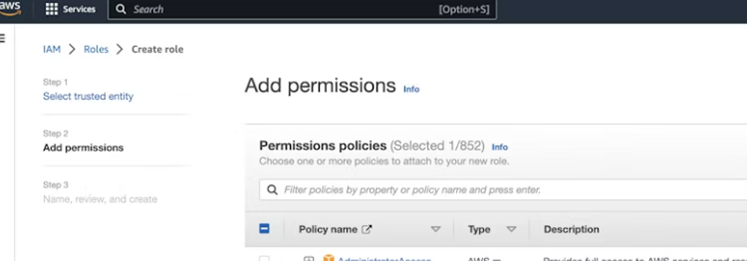 aws
Services
Search
[Option+S]
IAM > Roles > Create role
Step 1
Select trusted entity
Step 2
Add permissions
Step 3
Name, review, and create
Add permissions Info
Permissions policies (Selected 1/852) Info
Choose one or more policies to attach to your new role.
Filter policies by property or policy name and press enter.
Policy name
Type
Description
AdministratorAccess
AWS m
Provides full access to AWS services and